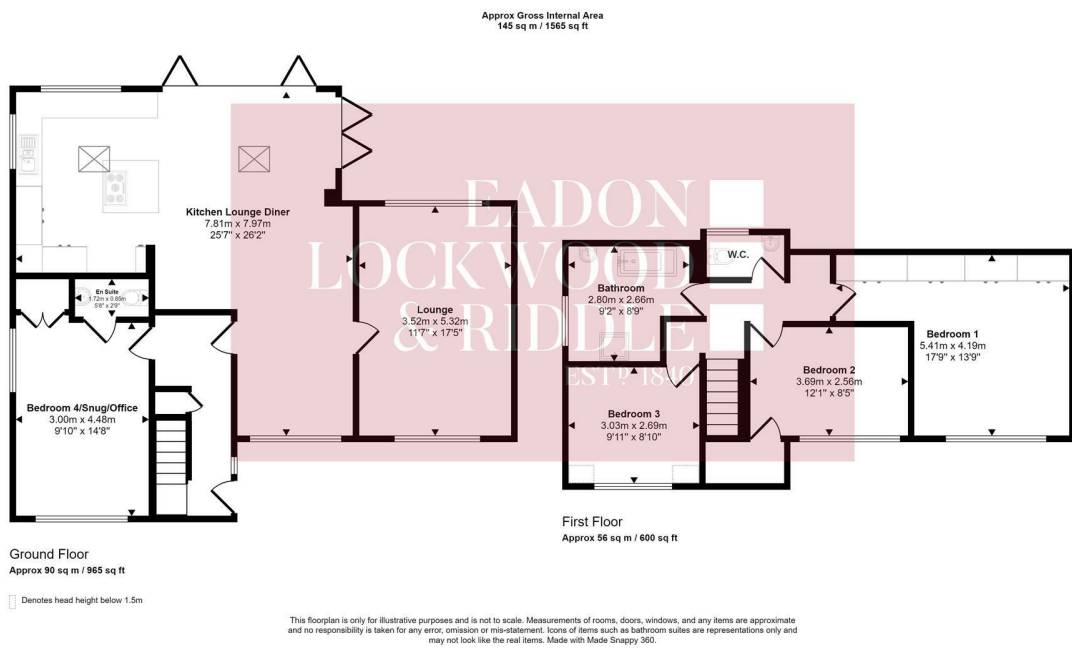 Approx Gross Internal Area
145 sq m / 1565 sq ft
EADON
LOCKWOOD
& RIDDLE
ESTD. 1840
Kitchen Lounge Diner
7.81m x 7.97m
25'7" x 26'2"
En Suite
1.72m x 0.85m
5'8" x 2'9"
Lounge
3.52m x 5.32m
11'7" x 17'5"
Bedroom 4/Snug/Office
3.00m x 4.48m
9'10" x 14'8"
W.C.
Bathroom
2.80m x 2.66m
9'2" x 8'9"
Bedroom 1
5.41m x 4.19m
17'9" x 13'9"
Bedroom 2
3.69m x 2.56m
12'1" x 8'5"
Bedroom 3
3.03m x 2.69m
9'11" x 8'10"
Ground Floor
Approx 90 sq m / 965 sq ft
First Floor
Approx 56 sq m / 600 sq ft
Denotes head height below 1.5m
This floorplan is only for illustrative purposes and is not to scale. Measurements of rooms, doors, windows, and any items are approximate
and no responsibility is taken for any error, omission or mis-statement. Icons of items such as bathroom suites are representations only and
may not look like the real items. Made with Made Snappy 360.